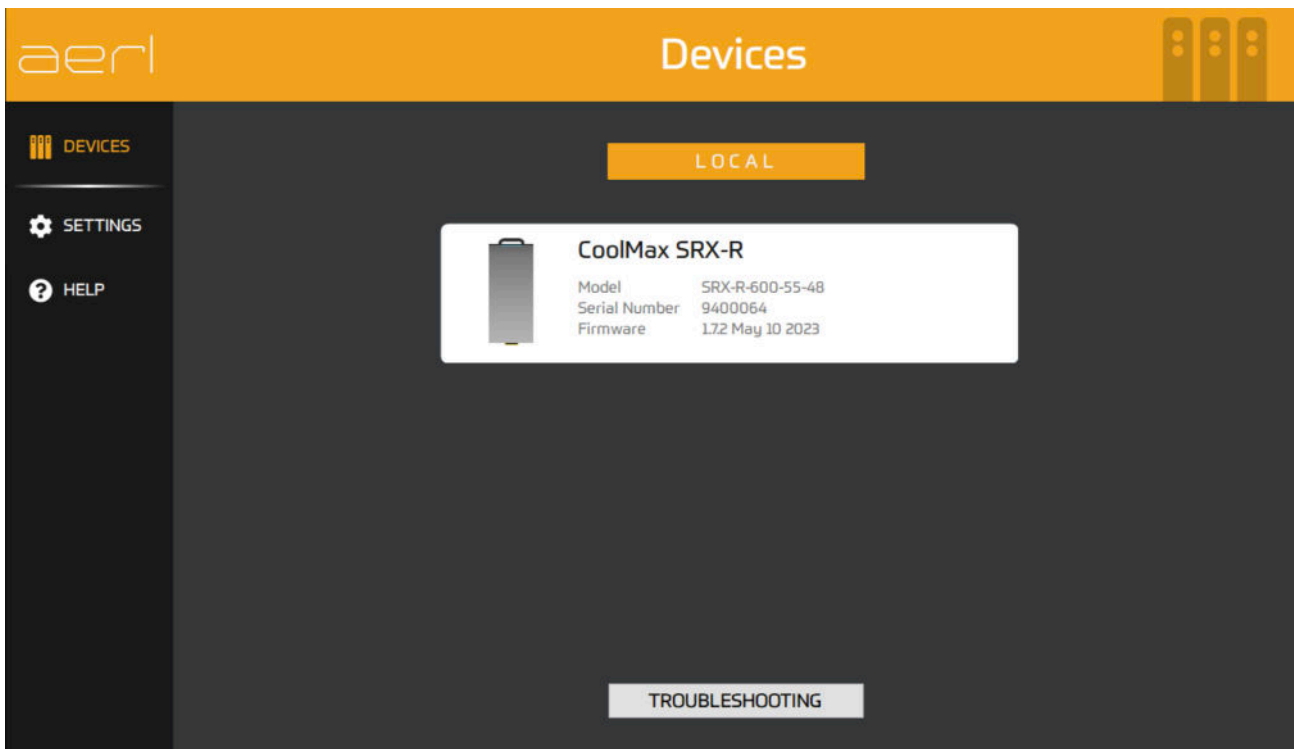 aerl
Devices
DEVICES
SETTINGS
HELP
LOCAL
CoolMax SRX-R
Model SRX-R-600-55-48
Serial Number 9400064
Firmware 1.7.2 May 10 2023
TROUBLESHOOTING